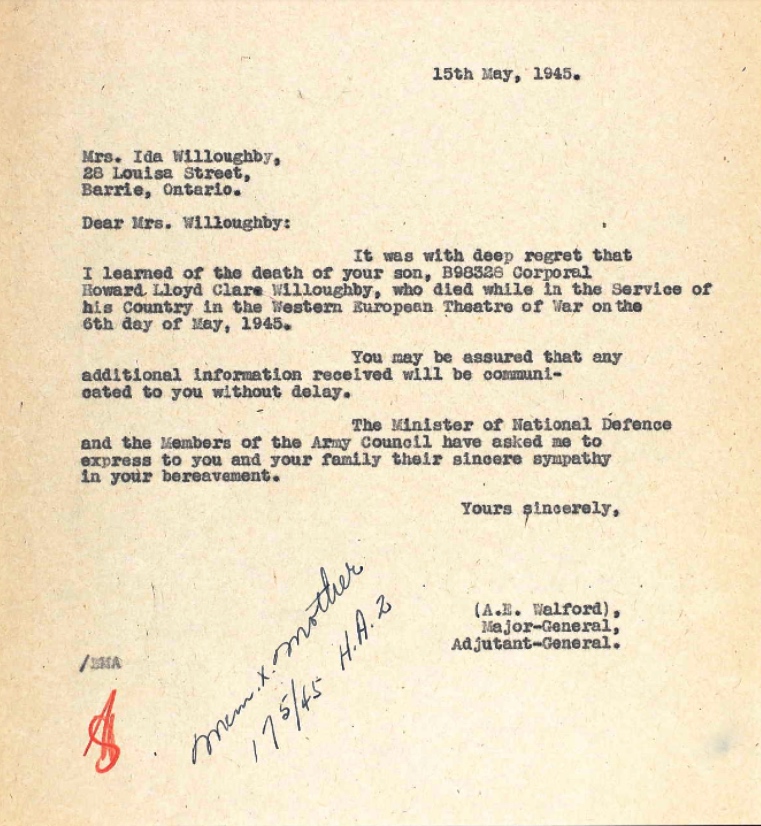 15th May, 1945.
Mrs. Ida Willoughby,
28 Louisa Street,
Barrie, Ontario.
Dear Mrs. Willoughby:
It was with deep regret that
I learned of the death of your son, B98328 Corporal
Howard Lloyd Clare Willoughby, who died while in the Service of
his Country in the Western European Theatre of War on the
6th day of May, 1945.
You may be assured that any
additional information received will be communi-
cated to you without delay.
The Minister of National Defence
and the Members of the Army Council have asked me to
express to you and your family their sincere sympathy
in your bereavement.
Yours sincerely,
(A.E. Walford),
Major-General,
Adjutant-General.
Mem. x. Mother
17 5/45 H.A.2